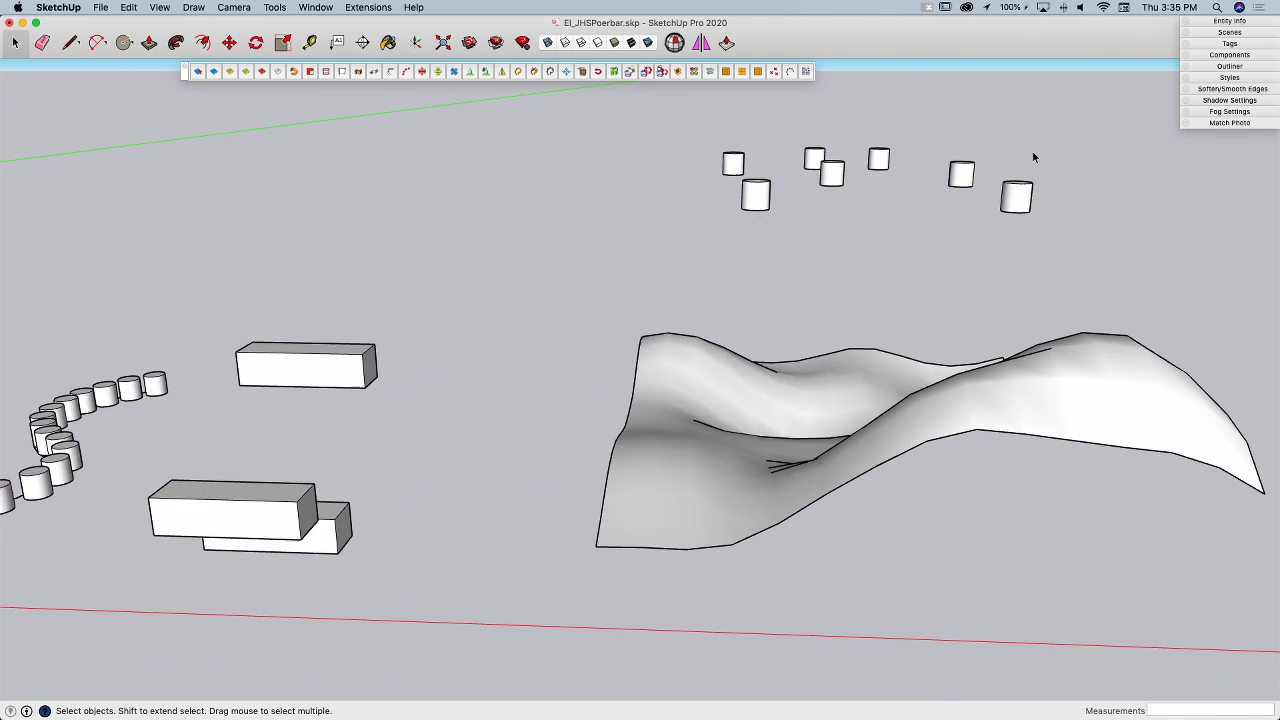 SketchUp File Edit View Camera Draw Tools Window Extensions Help 100% Thu 3:35 PM
EI_JHSPoerbar.skp - SketchUp Pro 2020
Entity Info
Scenes
Tags
Components
Outliner
Styles
Soften/Smooth Edges
Shadow Settings
Fog Settings
Match Photo
Select objects. Shift to extend select. Drag mouse to select multiple. Measurements